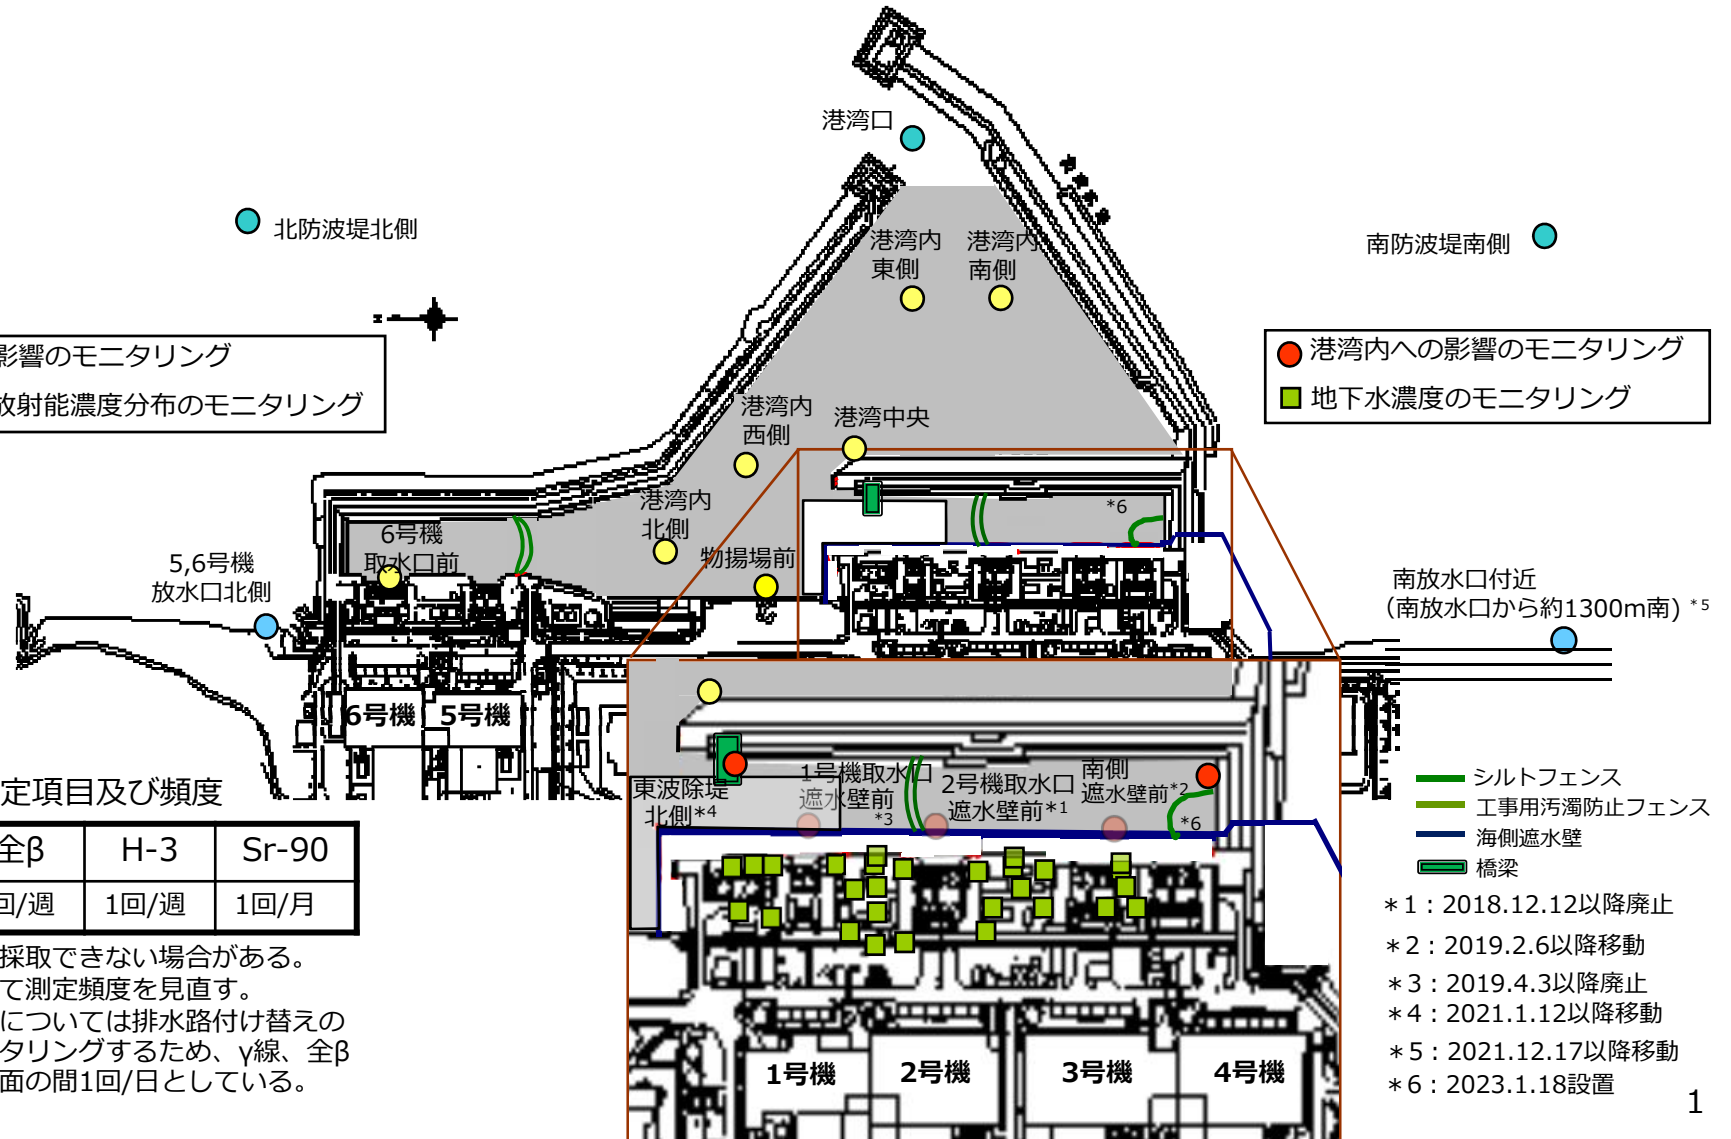 港湾口
北防波堤北側
南防波堤南側
港湾内
東側
港湾内
南側
影響のモニタリング
放射能濃度分布のモニタリング
港湾内への影響のモニタリング
地下水濃度のモニタリング
港湾内
西側
港湾中央
港湾内
北側
物揚場前
6号機
取水口前
5,6号機
放水口北側
*6
南放水口付近
(南放水口から約1300m南) *5
6号機
5号機
東波除堤
北側*4
1号機取水口
遮水壁前
*3
2号機取水口
遮水壁前*1
南側
遮水壁前*2
*6
シルトフェンス
工事用汚濁防止フェンス
海側遮水壁
橋梁
定項目及び頻度
全β H-3 Sr-90
回/週 1回/週 1回/月
採取できない場合がある。
て測定頻度を見直す。
については排水路付け替えの
タリングするため、γ線、全β
面の間1回/日としている。
1号機
2号機
3号機
4号機
＊1：2018.12.12以降廃止
＊2：2019.2.6以降移動
＊3：2019.4.3以降廃止
＊4：2021.1.12以降移動
＊5：2021.12.17以降移動
＊6：2023.1.18設置
1